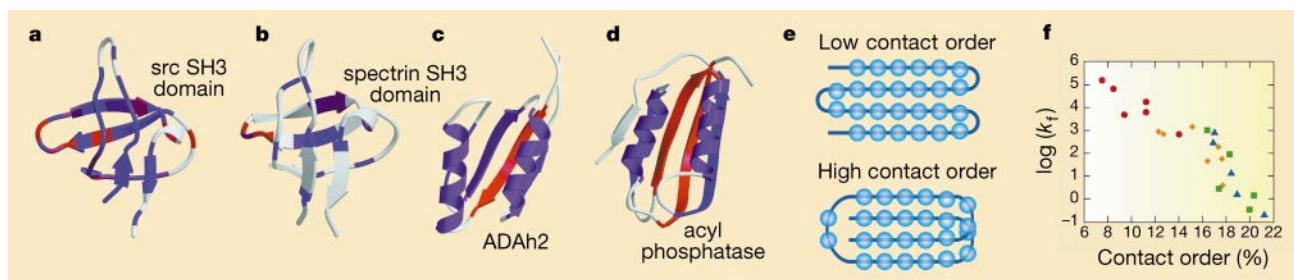 a
src SH3
domain
b
spectrin SH3
domain
c
ADAh2
d
acyl
phosphatase
e
Low contact order
High contact order
f
log (kf)
6
5
4
3
2
1
0
–1
6 8 10 12 14 16 18 20 22
Contact order (%)